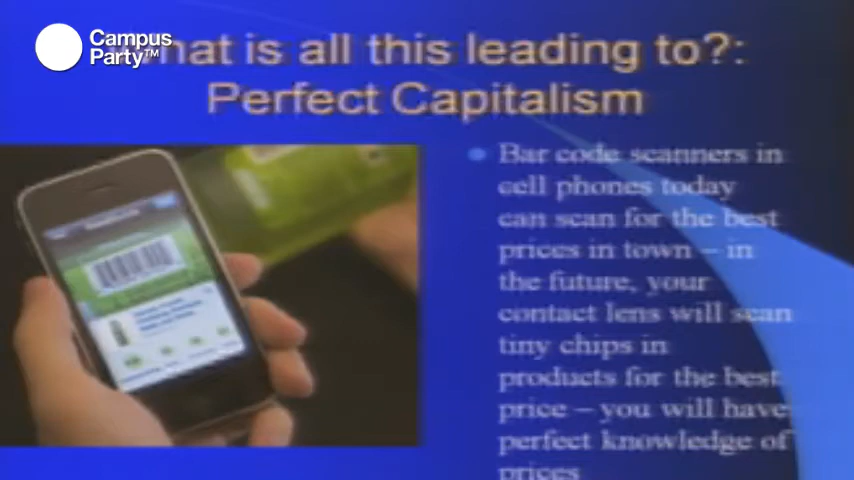 Campus
Party™
hat is all this leading to?:
Perfect Capitalism
Bar code scanners in
cell phones today
can scan for the best
prices in town – in
the future, your
contact lens will scan
tiny chips in
products for the best
price – you will have
perfect knowledge of
prices